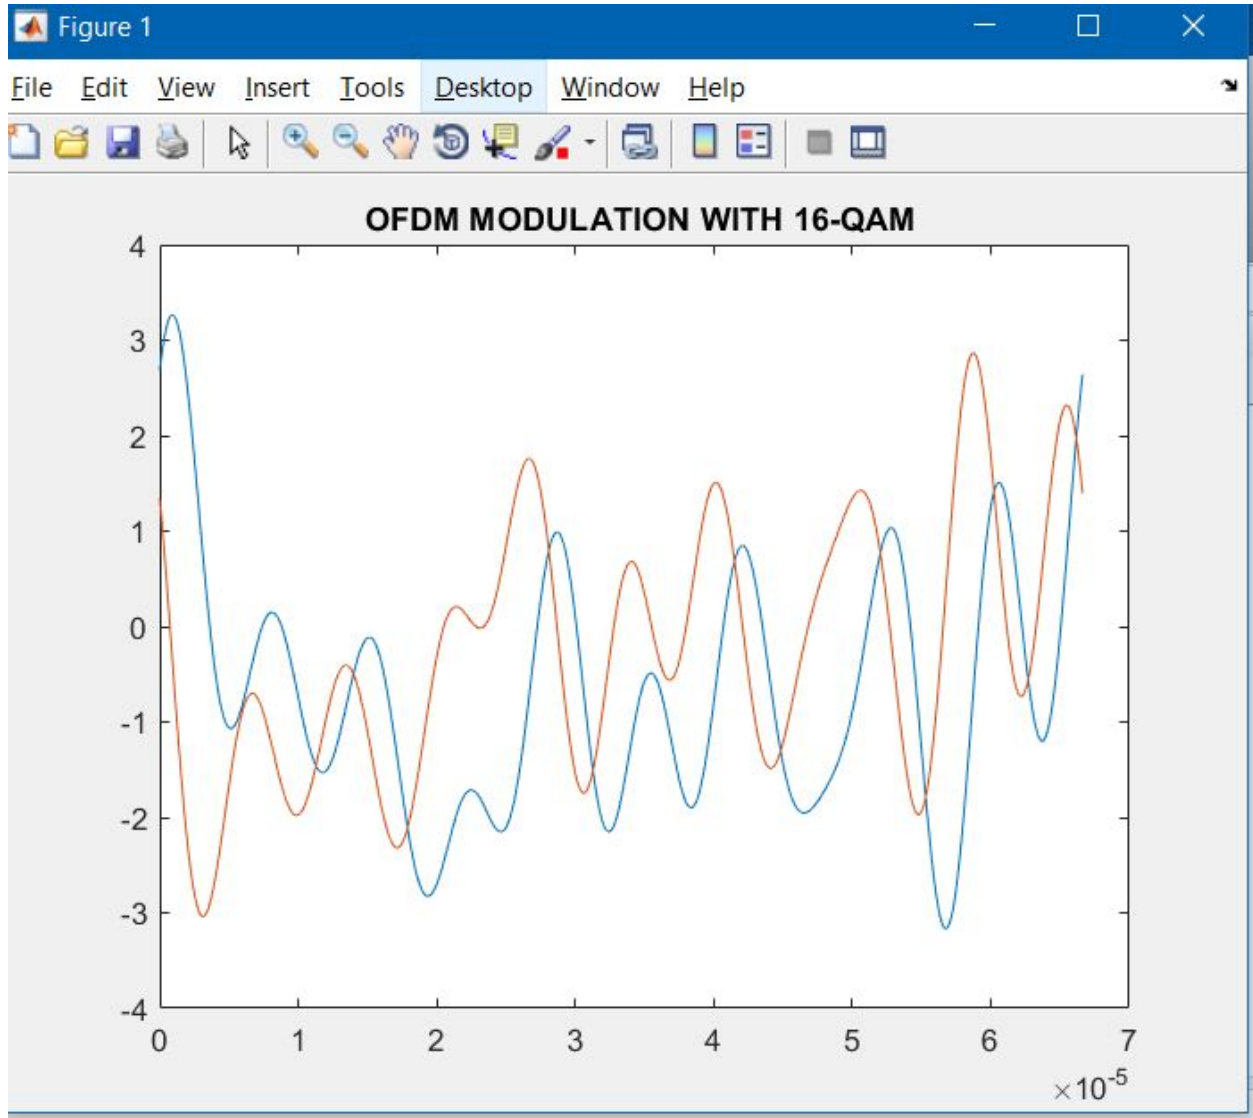 Figure 1
File Edit View Insert Tools Desktop Window Help
OFDM MODULATION WITH 16-QAM
4
3
2
1
0
-1
-2
-3
-4
0 1 2 3 4 5 6 7
×10-5